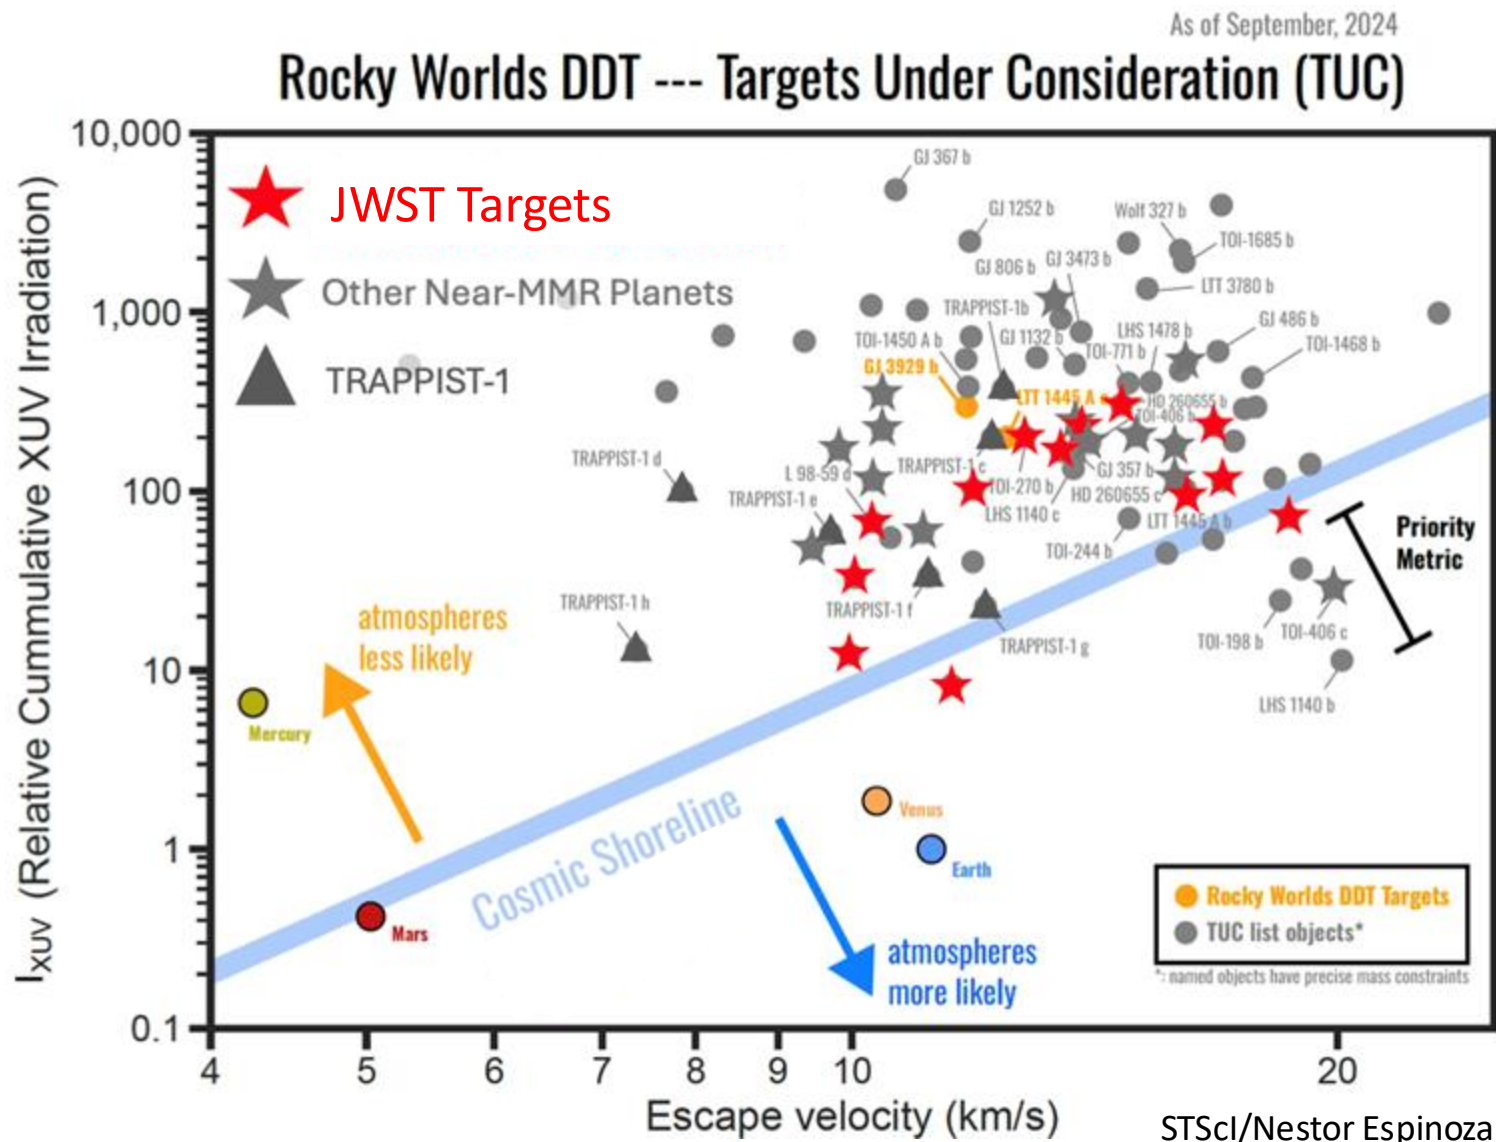 As of September, 2024
Rocky Worlds DDT --- Targets Under Consideration (TUC)
10,000
1,000
100
10
1
0.1
IXUV (Relative Cummulative XUV Irradiation)
JWST Targets
Other Near-MMR Planets
TRAPPIST-1
GJ 367 b
GJ 1252 b
Wolf 327 b
TOI-1685 b
GJ 806 b
GJ 3473 b
LTT 3780 b
TRAPPIST-1b
GJ 486 b
TOI-1450 A b
GJ 1132 b
LHS 1478 b
TOI-1468 b
TOI-771 b
GJ 3929 b
LTT 1445 A c
HD 260655 b
TOI-406 b
TRAPPIST-1 d
L 98-59 d
TRAPPIST-1 c
GJ 357 b
TRAPPIST-1 e
TOI-270 b
HD 260655 c
LHS 1140 c
LTT 1445 A b
TOI-244 b
Priority
Metric
TRAPPIST-1 h
TRAPPIST-1 f
TRAPPIST-1 g
TOI-198 b
TOI-406 c
LHS 1140 b
atmospheres
less likely
Mercury
Venus
Earth
Mars
Cosmic Shoreline
atmospheres
more likely
Rocky Worlds DDT Targets
TUC list objects*
*: named objects have precise mass constraints
4 5 6 7 8 9 10 20
Escape velocity (km/s)
STScI/Nestor Espinoza